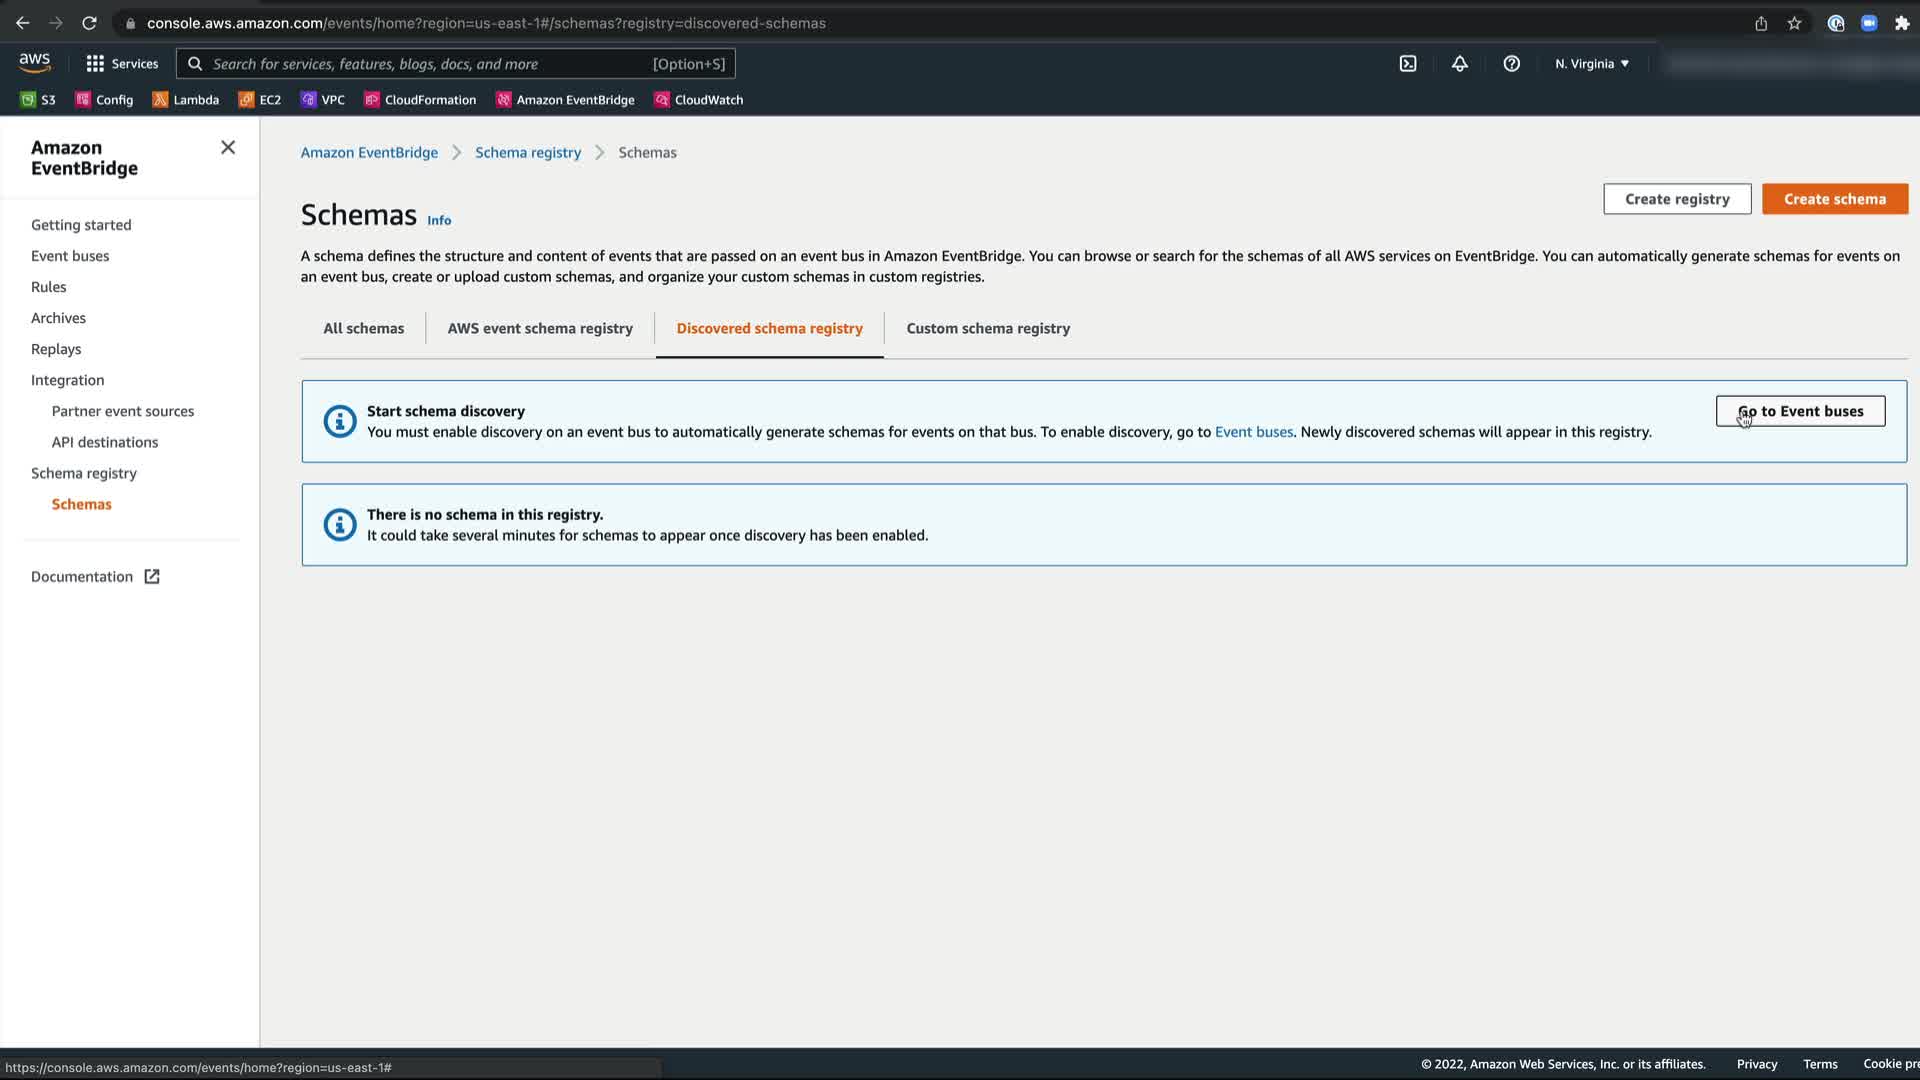 console.aws.amazon.com/events/home?region=us-east-1#/schemas?registry=discovered-schemas
aws
Services
Search for services, features, blogs, docs, and more
[Option+S]
N. Virginia
S3
Config
Lambda
EC2
VPC
CloudFormation
Amazon EventBridge
CloudWatch
Amazon
EventBridge
Getting started
Event buses
Rules
Archives
Replays
Integration
Partner event sources
API destinations
Schema registry
Schemas
Documentation
Amazon EventBridge
Schema registry
Schemas
Schemas
Info
Create registry
Create schema
A schema defines the structure and content of events that are passed on an event bus in Amazon EventBridge. You can browse or search for the schemas of all AWS services on EventBridge. You can automatically generate schemas for events on
an event bus, create or upload custom schemas, and organize your custom schemas in custom registries.
All schemas
AWS event schema registry
Discovered schema registry
Custom schema registry
Start schema discovery
You must enable discovery on an event bus to automatically generate schemas for events on that bus. To enable discovery, go to Event buses. Newly discovered schemas will appear in this registry.
Go to Event buses
There is no schema in this registry.
It could take several minutes for schemas to appear once discovery has been enabled.
https://console.aws.amazon.com/events/home?region=us-east-1#
© 2022, Amazon Web Services, Inc. or its affiliates.
Privacy
Terms
Cookie pre